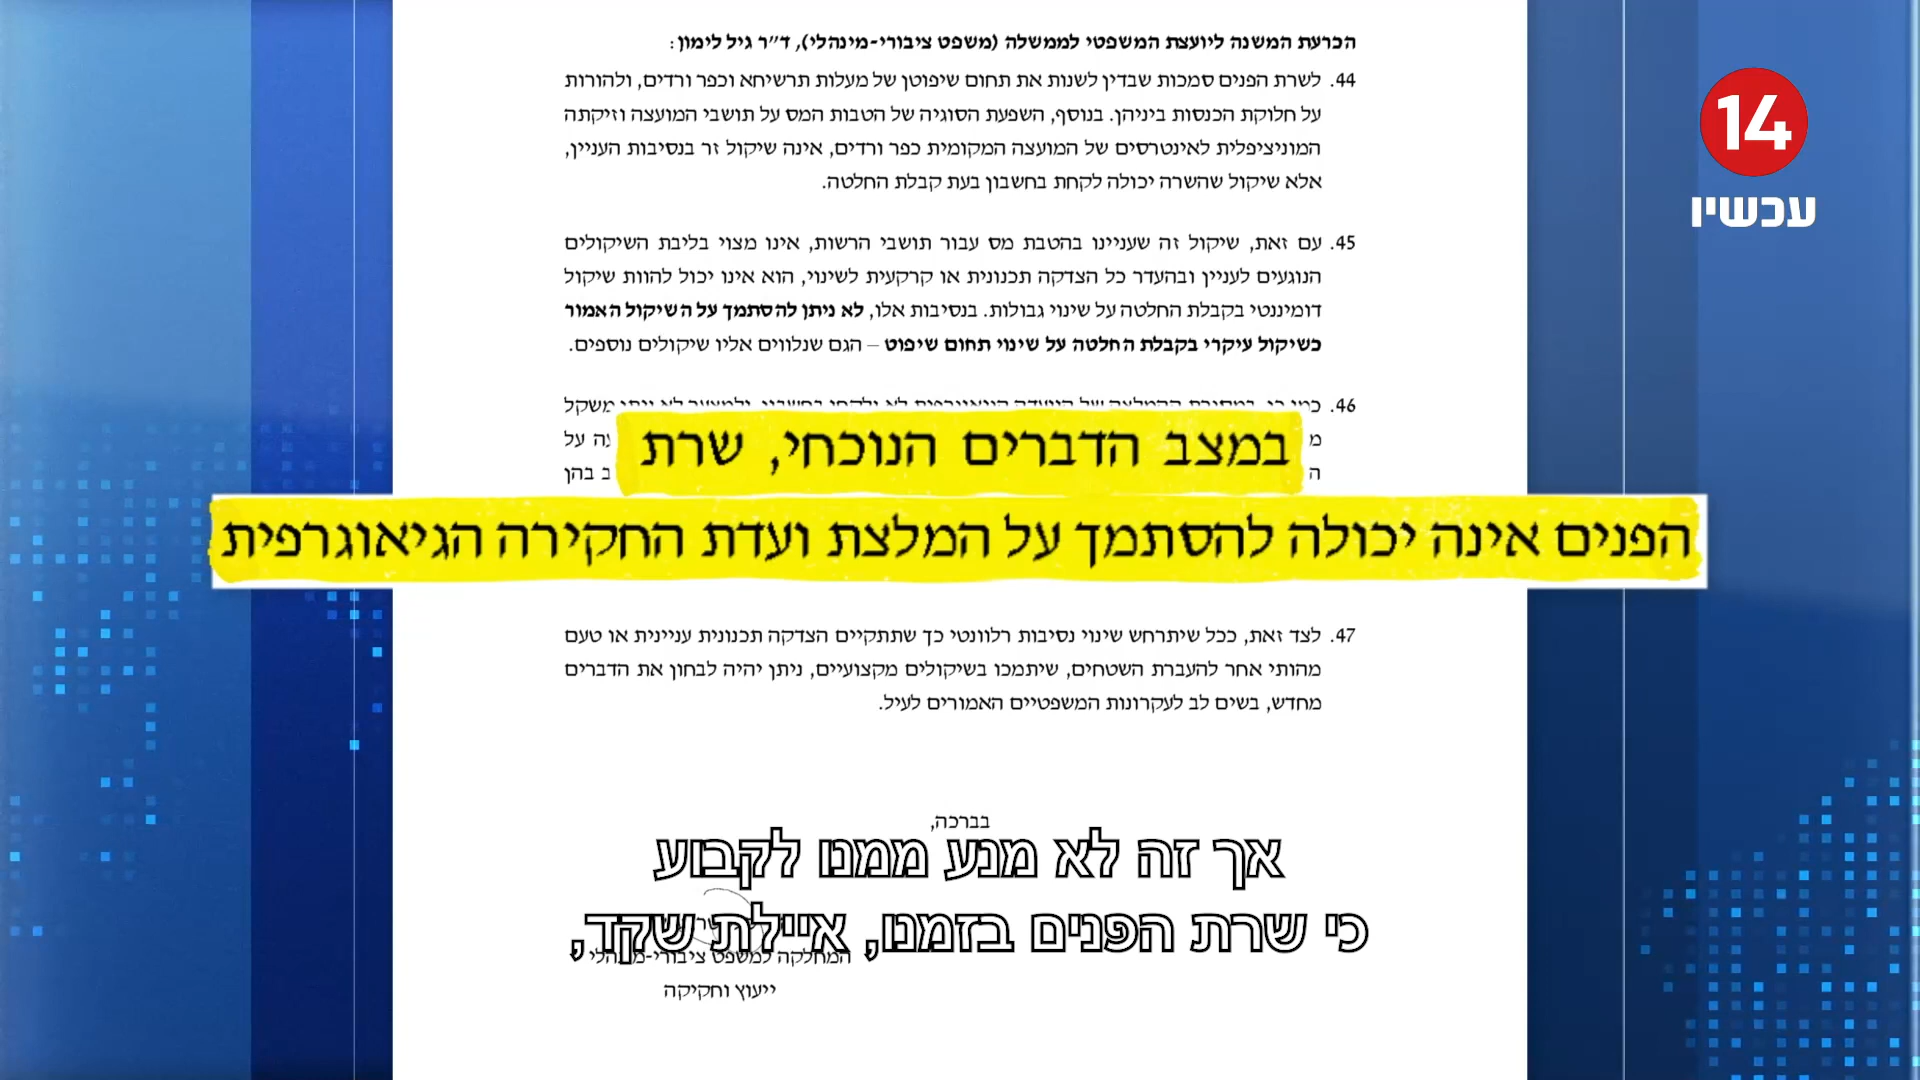 הכרעת המשנה ליועצת המשפטי לממשלה (משפט ציבורי-מינהלי), ד״ר גיל לימון:
44. לשרת הפנים סמכות שבדין לשנות את תחום שיפוטן של מעלות תרשיחא וכפר ורדים, ולהורות
על חלוקת הכנסות ביניהן. בנוסף, השפעת הסוגיה של הטבות המס על תושבי המועצה וזיקתה
המוניציפלית לאינטרסים של המועצה המקומית כפר ורדים, אינה שיקול זר בנסיבות העניין,
אלא שיקול שהשרה יכולה לקחת בחשבון בעת קבלת החלטה.
45. עם זאת, שיקול זה שעניינו בהטבת מס עבור תושבי הרשות, אינו מצוי בליבת השיקולים
הנוגעים לעניין ובהעדר כל הצדקה תכנונית או קרקעית לשינוי, הוא אינו יכול להוות שיקול
דומיננטי בקבלת החלטה על שינוי גבולות. בנסיבות אלו, לא ניתן להסתמך על השיקול האמור
כשיקול עיקרי בקבלת החלטה על שינוי תחום שיפוט – הגם שנלווים אליו שיקולים נוספים.
46. משקל
על
בהן
במצב הדברים הנוכחי, שרת
הפנים אינה יכולה להסתמך על המלצת ועדת החקירה הגיאוגרפית
47. לצד זאת, ככל שיתרחש שינוי נסיבות רלוונטי כך שתתקיים הצדקה תכנונית עניינית או טעם
מהותי אחר להעברת השטחים, שיתמכו בשיקולים מקצועיים, ניתן יהיה לבחון את הדברים
מחדש, בשים לב לעקרונות המשפטיים האמורים לעיל.
בברכה,
אך זה לא מנע ממנו לקבוע
כי שרת הפנים בזמנו, איילת שקד,
המחלקה למשפט ציבורי-מינהלי
ייעוץ וחקיקה
14
עכשיו